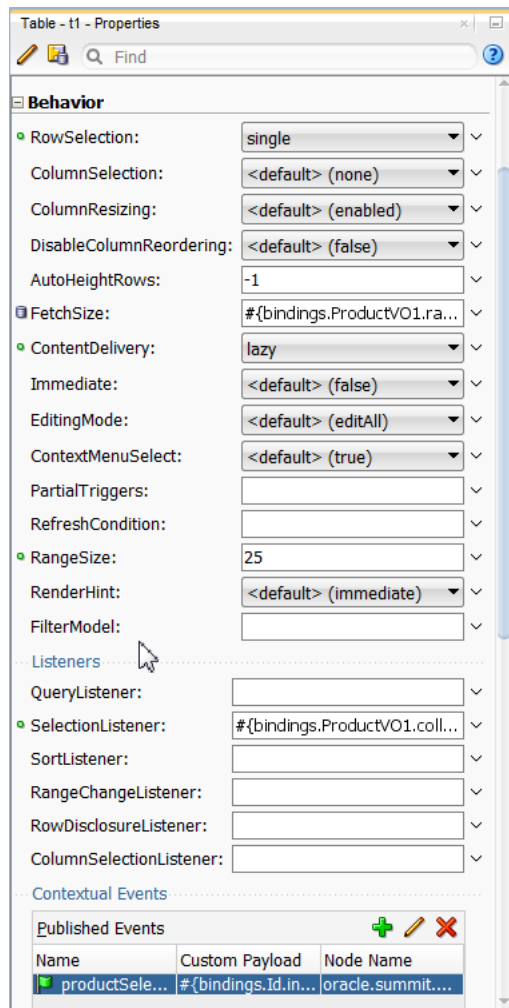 Table - t1 - Properties
Find
Behavior
RowSelection: single
ColumnSelection: <default> (none)
ColumnResizing: <default> (enabled)
DisableColumnReordering: <default> (false)
AutoHeightRows: -1
FetchSize: #{bindings.ProductVO1.ra...
ContentDelivery: lazy
Immediate: <default> (false)
EditingMode: <default> (editAll)
ContextMenuSelect: <default> (true)
PartialTriggers:
RefreshCondition:
RangeSize: 25
RenderHint: <default> (immediate)
FilterModel:
Listeners
QueryListener:
SelectionListener: #{bindings.ProductVO1.coll...
SortListener:
RangeChangeListener:
RowDisclosureListener:
ColumnSelectionListener:
Contextual Events
Published Events
Name Custom Payload Node Name
productSele... #{bindings.Id.in... oracle.summit....